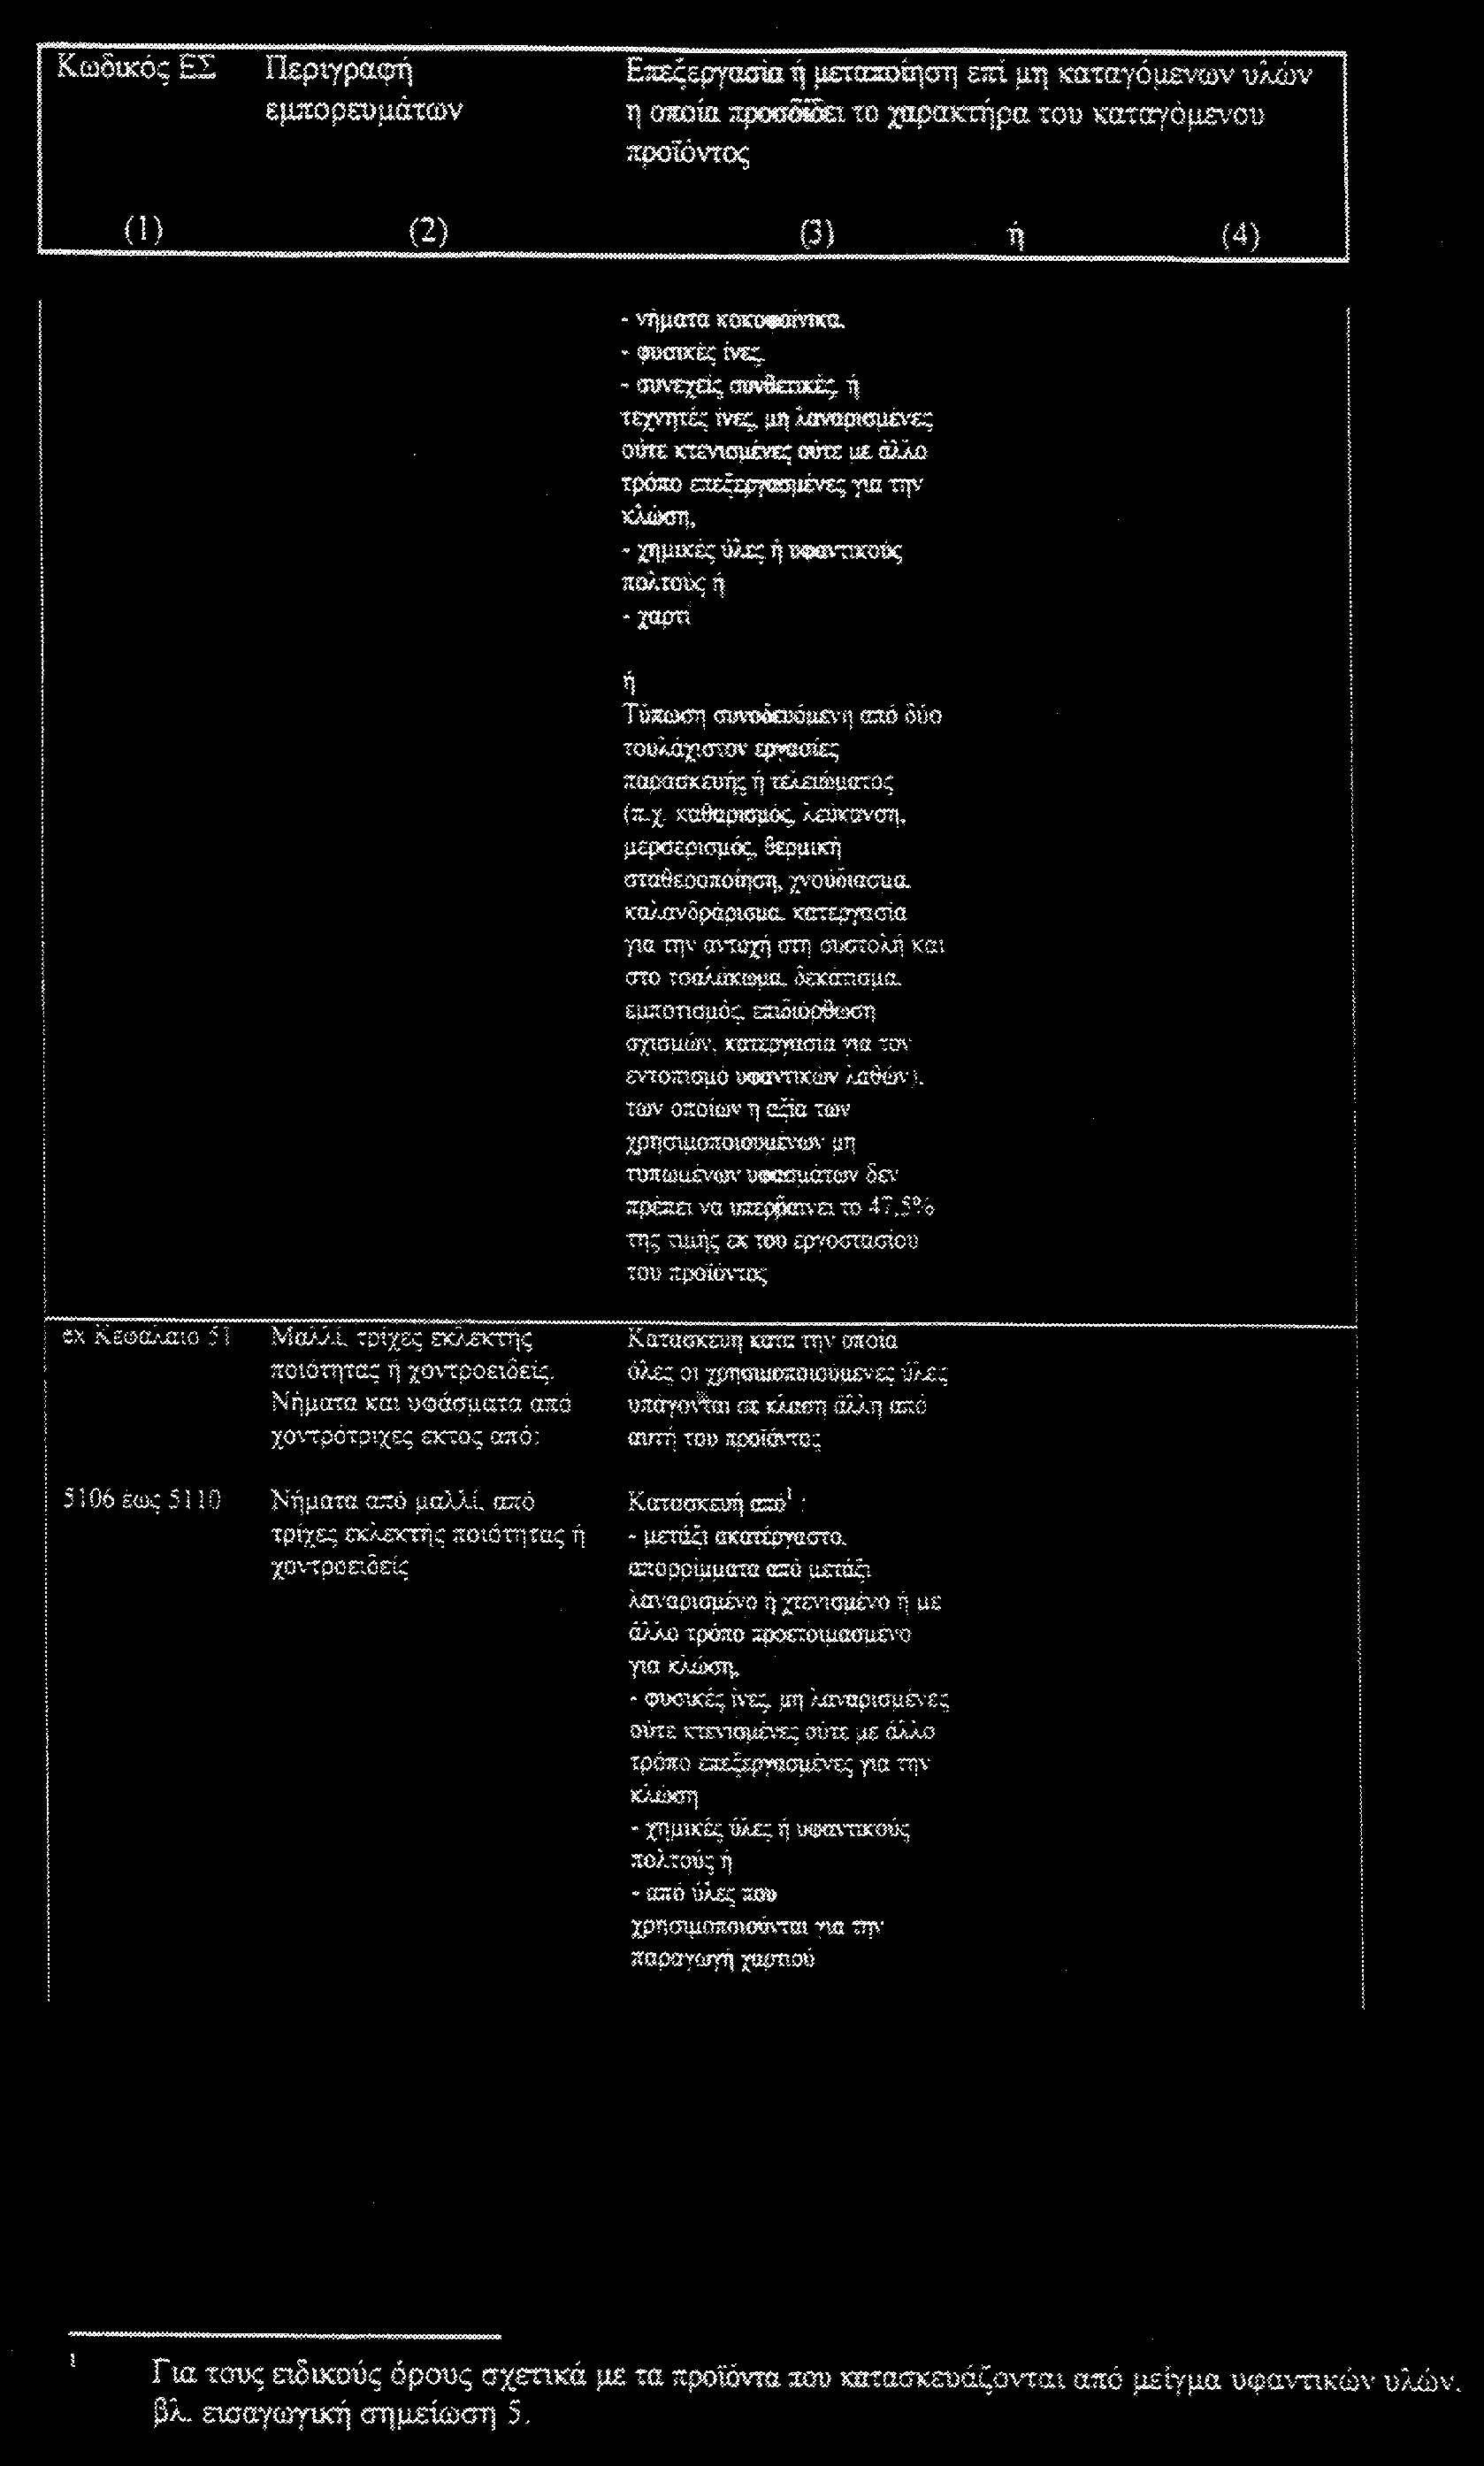 Κωδικός ΕΣ
Περιγραφή
εμπορευμάτων
Επεξεργασία ή μεταποίηση επί μη καταγόμενων υλών
η οποία προσδίδει το χαρακτήρα του καταγόμενου
προϊόντος
(1) (2) (3) ή (4)
- νήματα κοκοφοίνικα,
- φυσικές ίνες,
- συνεχείς συνθετικές, ή
τεχνητές ίνες, μη λαναρισμένες
ούτε κτενισμένες ούτε με άλλο
τρόπο επεξεργασμένες για την
κλώση,
- χημικές ύλες ή υφαντικούς
πολτούς ή
- χαρτί
ή
Τύπωση συνοδευόμενη από δύο
τουλάχιστον εργασίες
παρασκευής ή τελειώματος
(π.χ. καθαρισμός, λεύκανση,
μερσερισμός, θερμική
σταθεροποίηση, χνούδιασμα,
καλανδράρισμα, κατεργασία
για την αντοχή στη συστολή και
στο τσαλάκωμα, δεκάτισμα,
εμποτισμός, επιδιόρθωση
σχισμών, κατεργασία για τον
εντοπισμό υφαντικών λαθών),
των οποίων η αξία των
χρησιμοποιουμένων μη
τυπωμένων υφασμάτων δεν
πρέπει να υπερβαίνει το 47,5%
της τιμής εκ του εργοστασίου
του προϊόντος
ex Κεφάλαιο 51
Μαλλί, τρίχες εκλεκτής
ποιότητας ή χοντροειδείς.
Νήματα και υφάσματα από
χοντρότριχες εκτος από:
Κατασκευή κατα την οποία
όλες οι χρησιμοποιούμενες ύλες
υπάγονται σε κλαση άλλη από
αυτή του προϊόντος
5106 έως 5110
Νήματα από μαλλί, από
τρίχες εκλεκτής ποιότητας ή
χοντροειδείς
Κατασκευή από¹ :
- μετάξι ακατέργαστο,
απορρίμματα από μετάξι
λαναρισμένο ή χτενισμένο ή με
άλλο τρόπο προετοιμασμένο
για κλώση,
- φυσικές ίνες, μη λαναρισμένες
ούτε κτενισμένες ούτε με άλλο
τρόπο επεξεργασμένες για την
κλώση
- χημικές ύλες ή υφαντικούς
πολτούς ή
- από ύλες που
χρησιμοποιούνται για την
παραγωγή χαρτιού
1 Για τους ειδικούς όρους σχετικά με τα προϊόντα που κατασκευάζονται από μείγμα υφαντικών υλών,
βλ. εισαγωγική σημείωση 5.